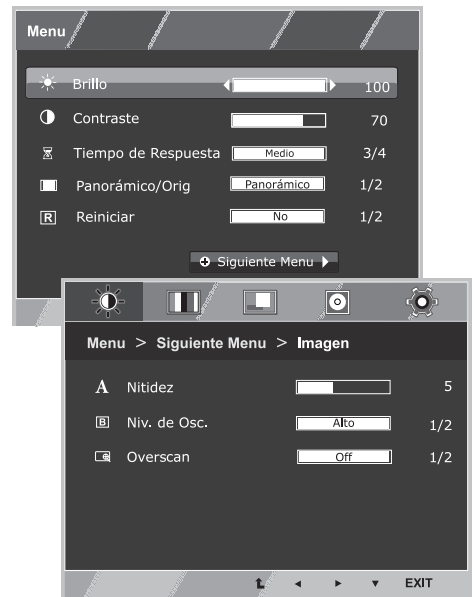 Menu
Brillo 100
Contraste 70
Tiempo de Respuesta Medio 3/4
Panorámico/Orig Panorámico 1/2
R Reiniciar No 1/2
Siguiente Menu
Menu > Siguiente Menu > Imagen
A Nitidez 5
B Niv. de Osc. Alto 1/2
Overscan Off 1/2
EXIT